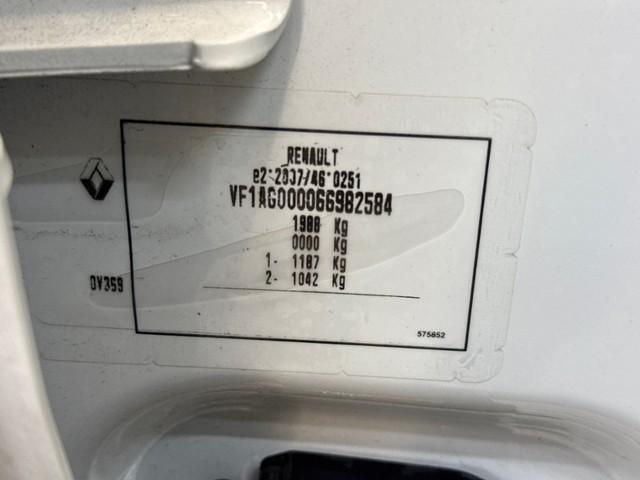 RENAULT
e2*2007/46*0251
VF1AG000066982584
1988 Kg
0000 Kg
1- 1187 Kg
2- 1042 Kg
0V359
575852